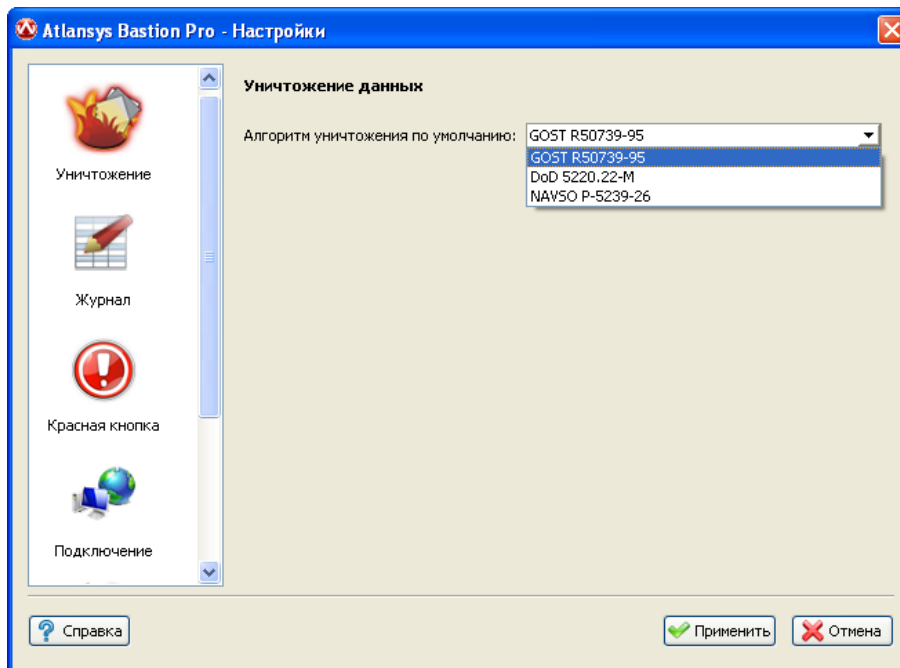 Atlansys Bastion Pro - Настройки
Уничтожение
Журнал
Красная кнопка
Подключение
Уничтожение данных
Алгоритм уничтожения по умолчанию: GOST R50739-95
GOST R50739-95
DoD 5220.22-M
NAVSO P-5239-26
Справка
Применить
Отмена